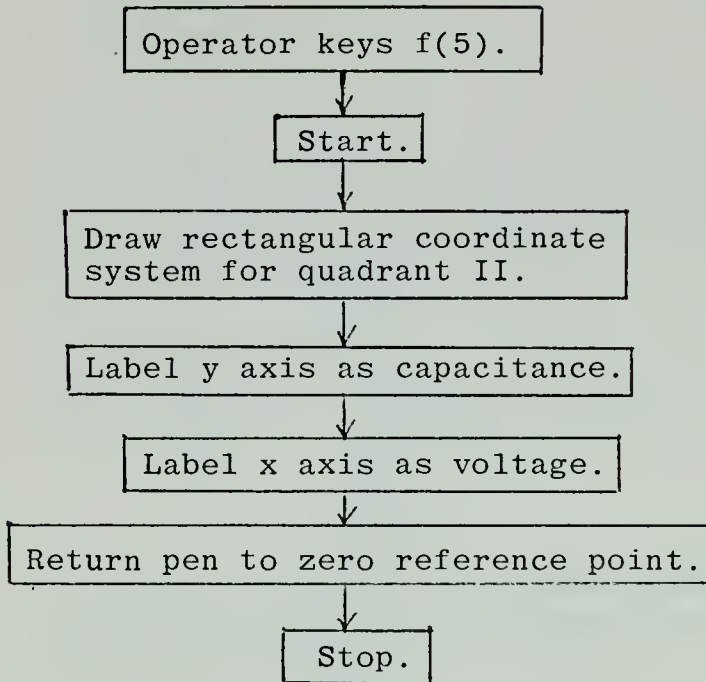 Operator keys f(5).
Start.
Draw rectangular coordinate
system for quadrant II.
Label y axis as capacitance.
Label x axis as voltage.
Return pen to zero reference point.
Stop.